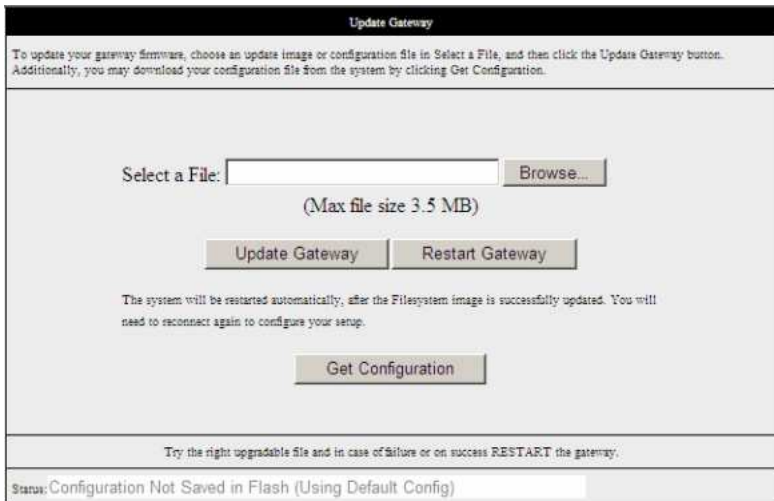 Update Gateway
To update your gateway firmware, choose an update image or configuration file in Select a File, and then click the Update Gateway button.
Additionally, you may download your configuration file from the system by clicking Get Configuration.
Select a File:
Browse...
(Max file size 3.5 MB)
Update Gateway
Restart Gateway
The system will be restarted automatically, after the Filesystem image is successfully updated. You will
need to reconnect again to configure your setup.
Get Configuration
Try the right upgradable file and in case of failure or on success RESTART the gateway.
Status: Configuration Not Saved in Flash (Using Default Config)